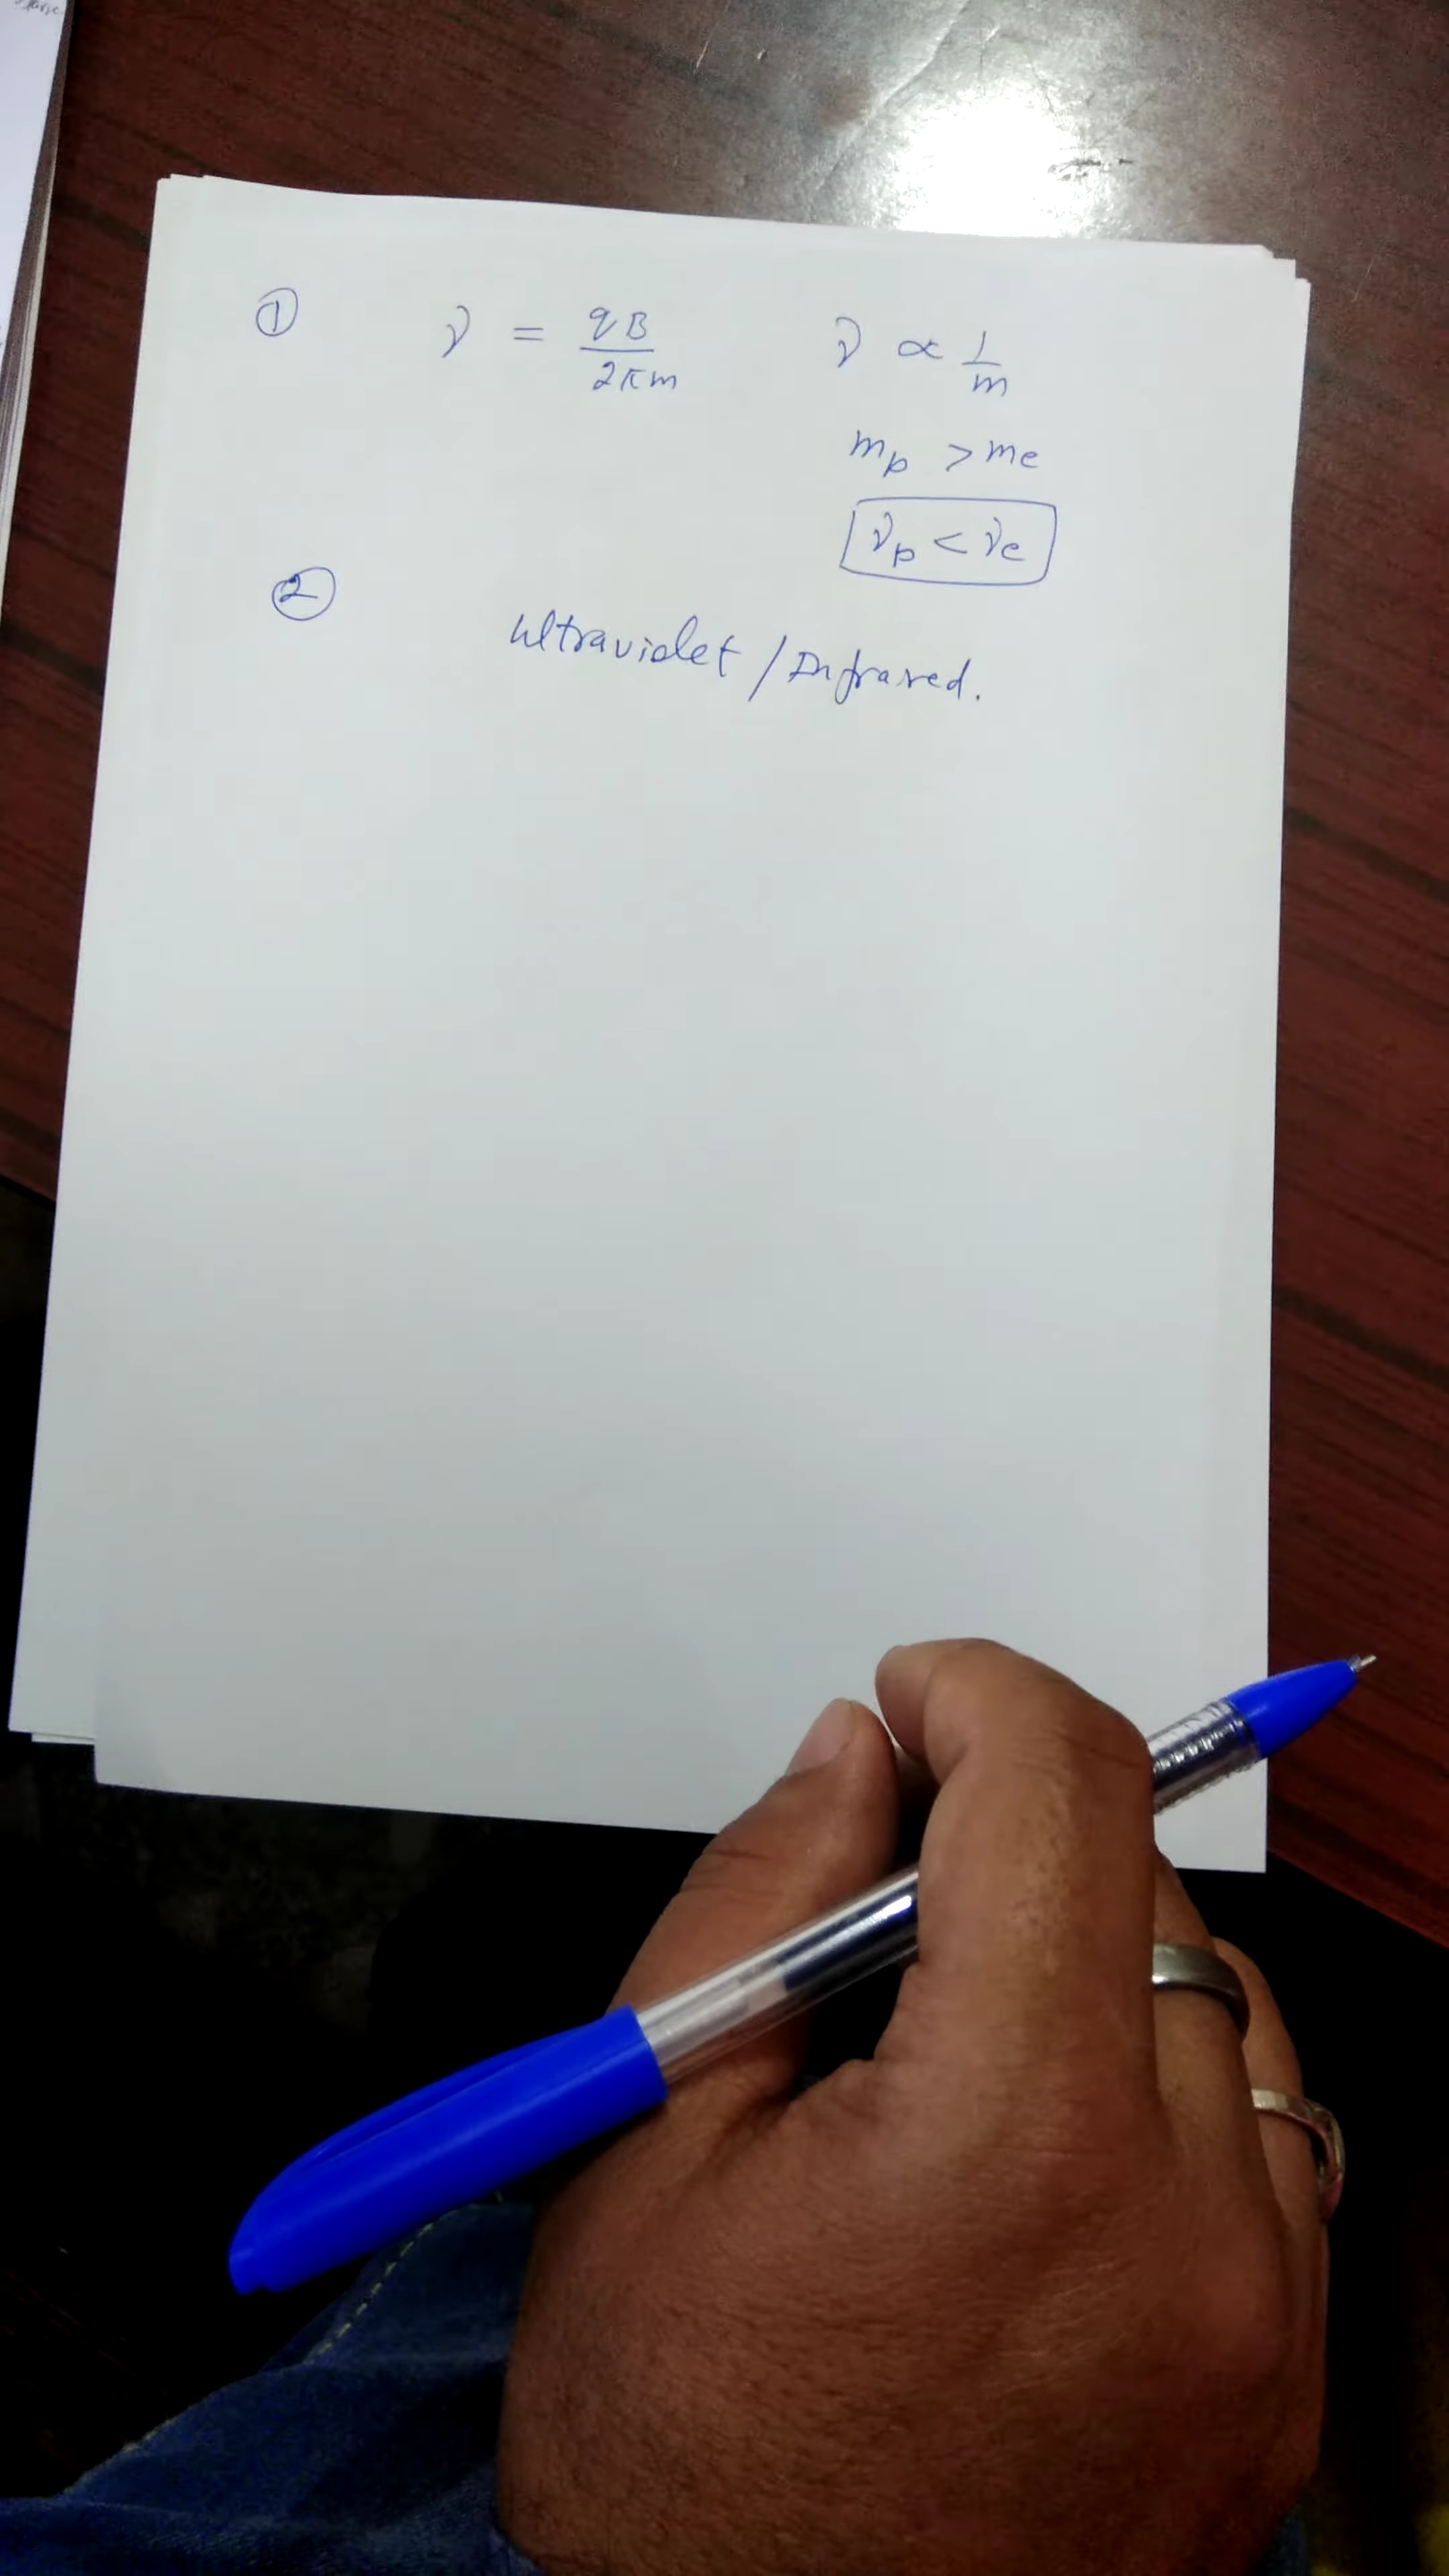 ① ν = qB / 2πm ν ∝ 1/m
mp > me
νp < νe
② ultraviolet / Infrared.